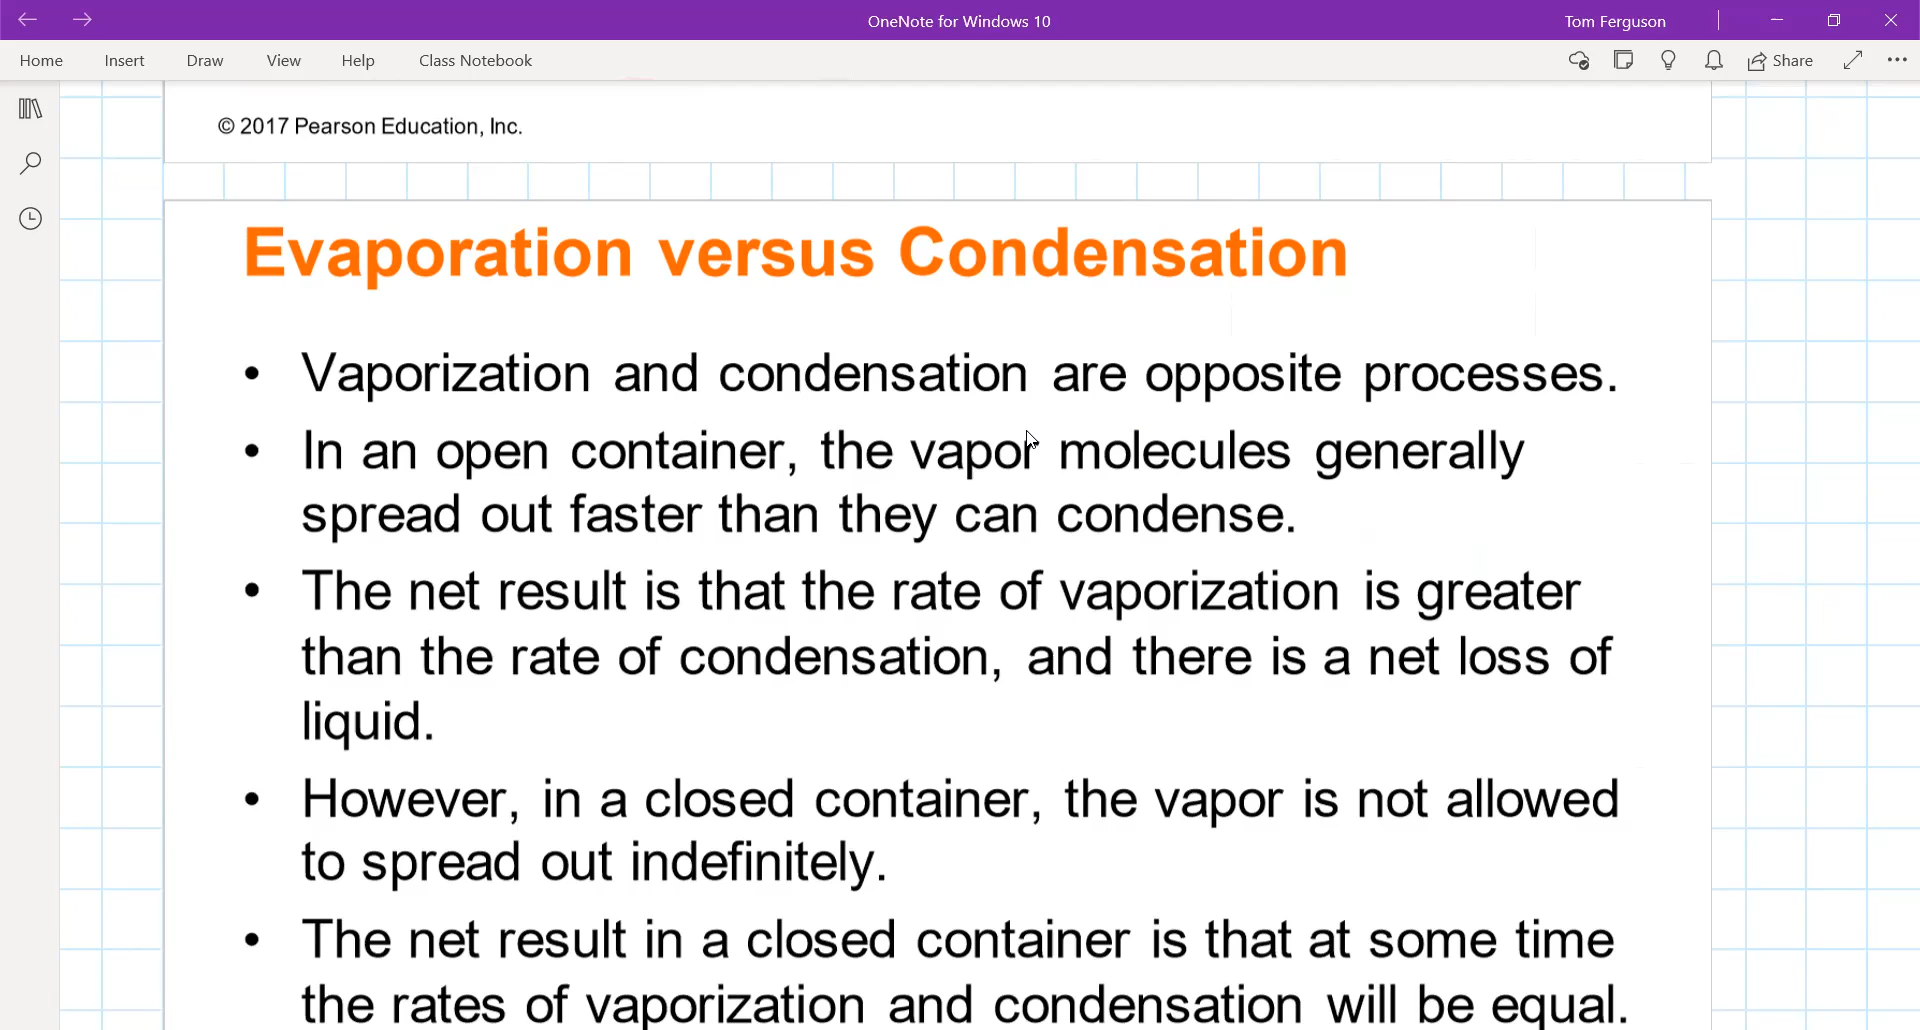 OneNote for Windows 10
Tom Ferguson
Home Insert Draw View Help Class Notebook
Share
© 2017 Pearson Education, Inc.
Evaporation versus Condensation
• Vaporization and condensation are opposite processes.
• In an open container, the vapor molecules generally
spread out faster than they can condense.
• The net result is that the rate of vaporization is greater
than the rate of condensation, and there is a net loss of
liquid.
• However, in a closed container, the vapor is not allowed
to spread out indefinitely.
• The net result in a closed container is that at some time
the rates of vaporization and condensation will be equal.